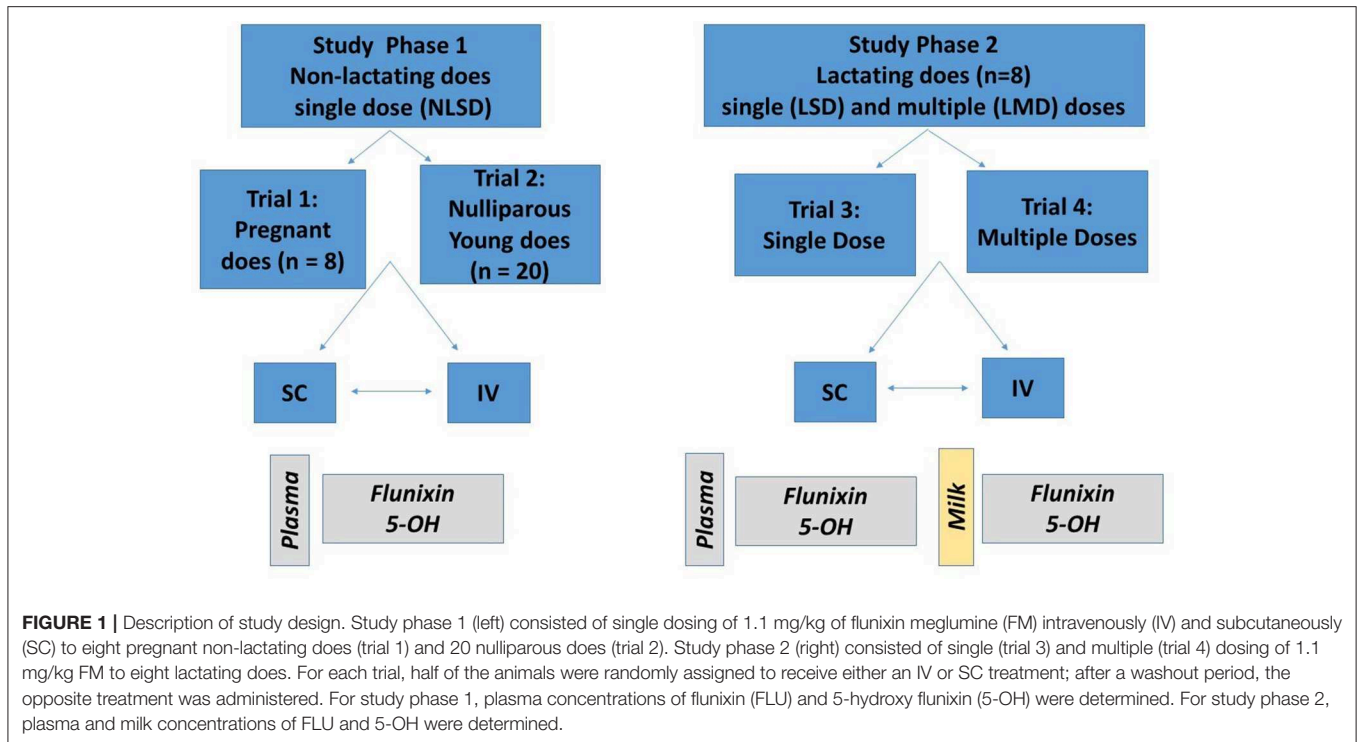 Study Phase 1
Non-lactating does
single dose (NLSD)
Trial 1:
Pregnant
does (n = 8)
Trial 2:
Nulliparous
Young does
(n = 20)
SC
IV
Plasma
Flunixin
5-OH
Study Phase 2
Lactating does (n=8)
single (LSD) and multiple (LMD) doses
Trial 3:
Single Dose
Trial 4:
Multiple Doses
SC
IV
Plasma
Flunixin
5-OH
Milk
Flunixin
5-OH
FIGURE 1 | Description of study design. Study phase 1 (left) consisted of single dosing of 1.1 mg/kg of flunixin meglumine (FM) intravenously (IV) and subcutaneously
(SC) to eight pregnant non-lactating does (trial 1) and 20 nulliparous does (trial 2). Study phase 2 (right) consisted of single (trial 3) and multiple (trial 4) dosing of 1.1
mg/kg FM to eight lactating does. For each trial, half of the animals were randomly assigned to receive either an IV or SC treatment; after a washout period, the
opposite treatment was administered. For study phase 1, plasma concentrations of flunixin (FLU) and 5-hydroxy flunixin (5-OH) were determined. For study phase 2,
plasma and milk concentrations of FLU and 5-OH were determined.